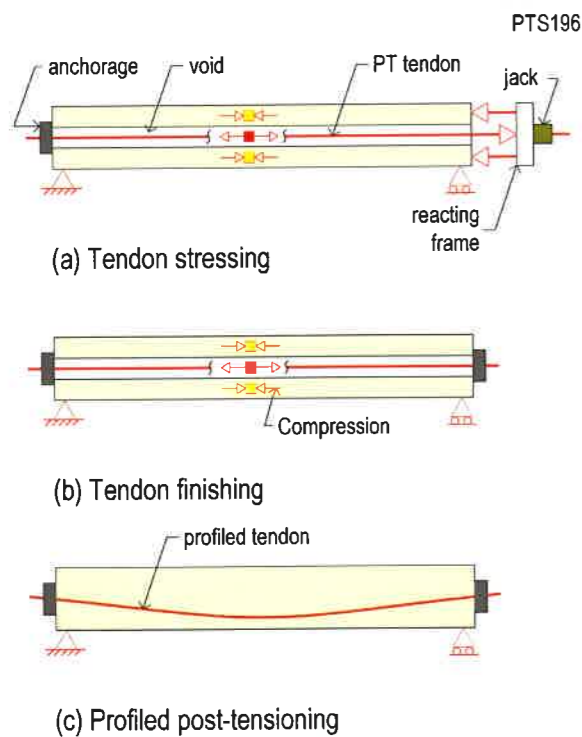 PTS196
anchorage
void
PT tendon
jack
reacting
frame
(a) Tendon stressing
Compression
(b) Tendon finishing
profiled tendon
(c) Profiled post-tensioning